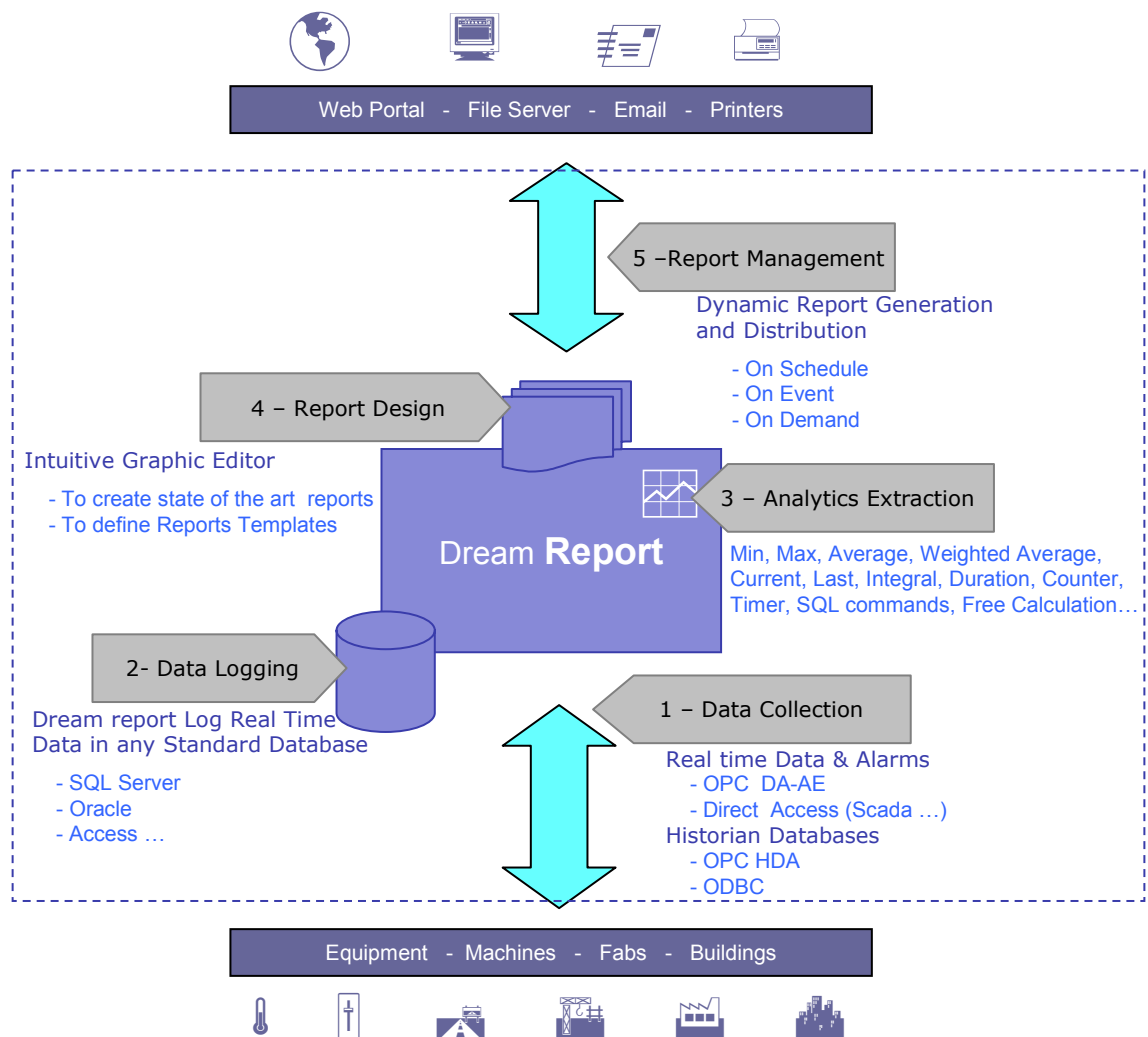 Web Portal - File Server - Email - Printers
5 –Report Management
Dynamic Report Generation
and Distribution
- On Schedule
- On Event
- On Demand
4 – Report Design
Intuitive Graphic Editor
- To create state of the art reports
- To define Reports Templates
Dream Report
3 – Analytics Extraction
Min, Max, Average, Weighted Average,
Current, Last, Integral, Duration, Counter,
Timer, SQL commands, Free Calculation…
2- Data Logging
Dream report Log Real Time
Data in any Standard Database
- SQL Server
- Oracle
- Access …
1 – Data Collection
Real time Data & Alarms
- OPC DA-AE
- Direct Access (Scada …)
Historian Databases
- OPC HDA
- ODBC
Equipment - Machines - Fabs - Buildings